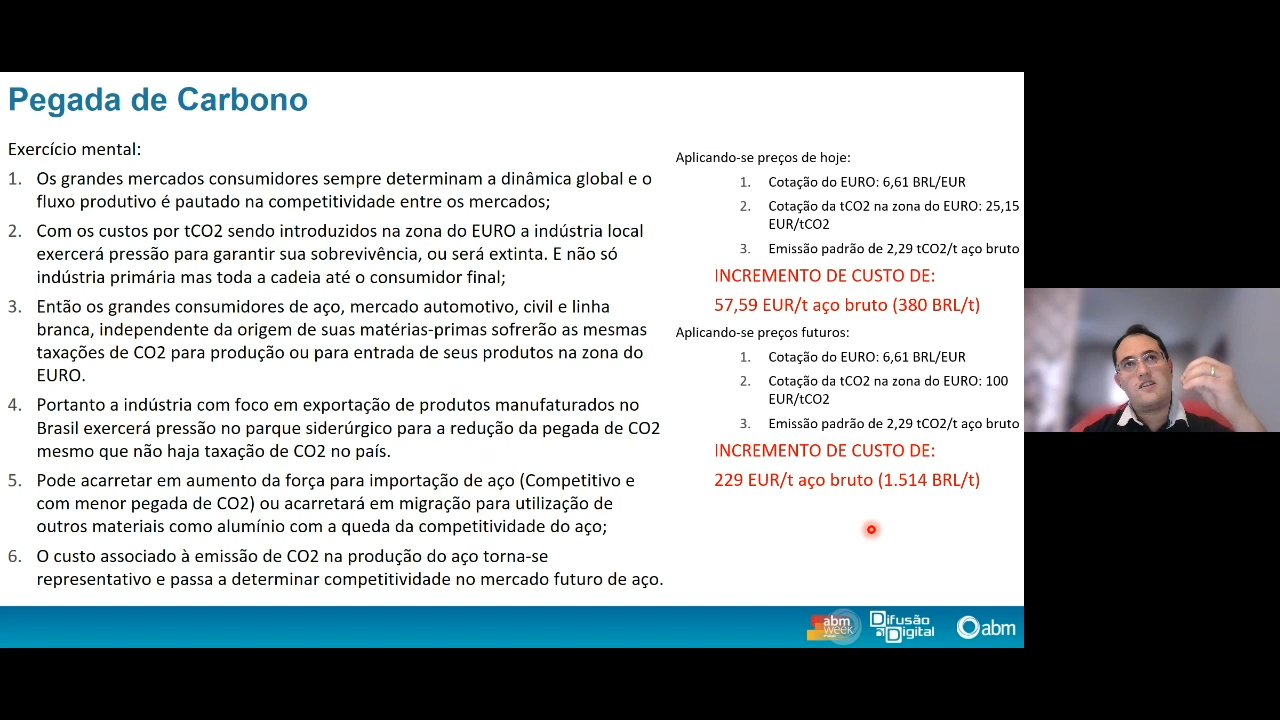 Pegada de Carbono
Exercício mental:
1. Os grandes mercados consumidores sempre determinam a dinâmica global e o
fluxo produtivo é pautado na competitividade entre os mercados;
2. Com os custos por tCO2 sendo introduzidos na zona do EURO a indústria local
exercerá pressão para garantir sua sobrevivência, ou será extinta. E não só
indústria primária mas toda a cadeia até o consumidor final;
3. Então os grandes consumidores de aço, mercado automotivo, civil e linha
branca, independente da origem de suas matérias-primas sofrerão as mesmas
taxações de CO2 para produção ou para entrada de seus produtos na zona do
EURO.
4. Portanto a indústria com foco em exportação de produtos manufaturados no
Brasil exercerá pressão no parque siderúrgico para a redução da pegada de CO2
mesmo que não haja taxação de CO2 no país.
5. Pode acarretar em aumento da força para importação de aço (Competitivo e
com menor pegada de CO2) ou acarretará em migração para utilização de
outros materiais como alumínio com a queda da competitividade do aço;
6. O custo associado à emissão de CO2 na produção do aço torna-se
representativo e passa a determinar competitividade no mercado futuro de aço.
Aplicando-se preços de hoje:
1. Cotação do EURO: 6,61 BRL/EUR
2. Cotação da tCO2 na zona do EURO: 25,15
EUR/tCO2
3. Emissão padrão de 2,29 tCO2/t aço bruto
INCREMENTO DE CUSTO DE:
57,59 EUR/t aço bruto (380 BRL/t)
Aplicando-se preços futuros:
1. Cotação do EURO: 6,61 BRL/EUR
2. Cotação da tCO2 na zona do EURO: 100
EUR/tCO2
3. Emissão padrão de 2,29 tCO2/t aço bruto
INCREMENTO DE CUSTO DE:
229 EUR/t aço bruto (1.514 BRL/t)
abm
week
Difusão
Digital
abm